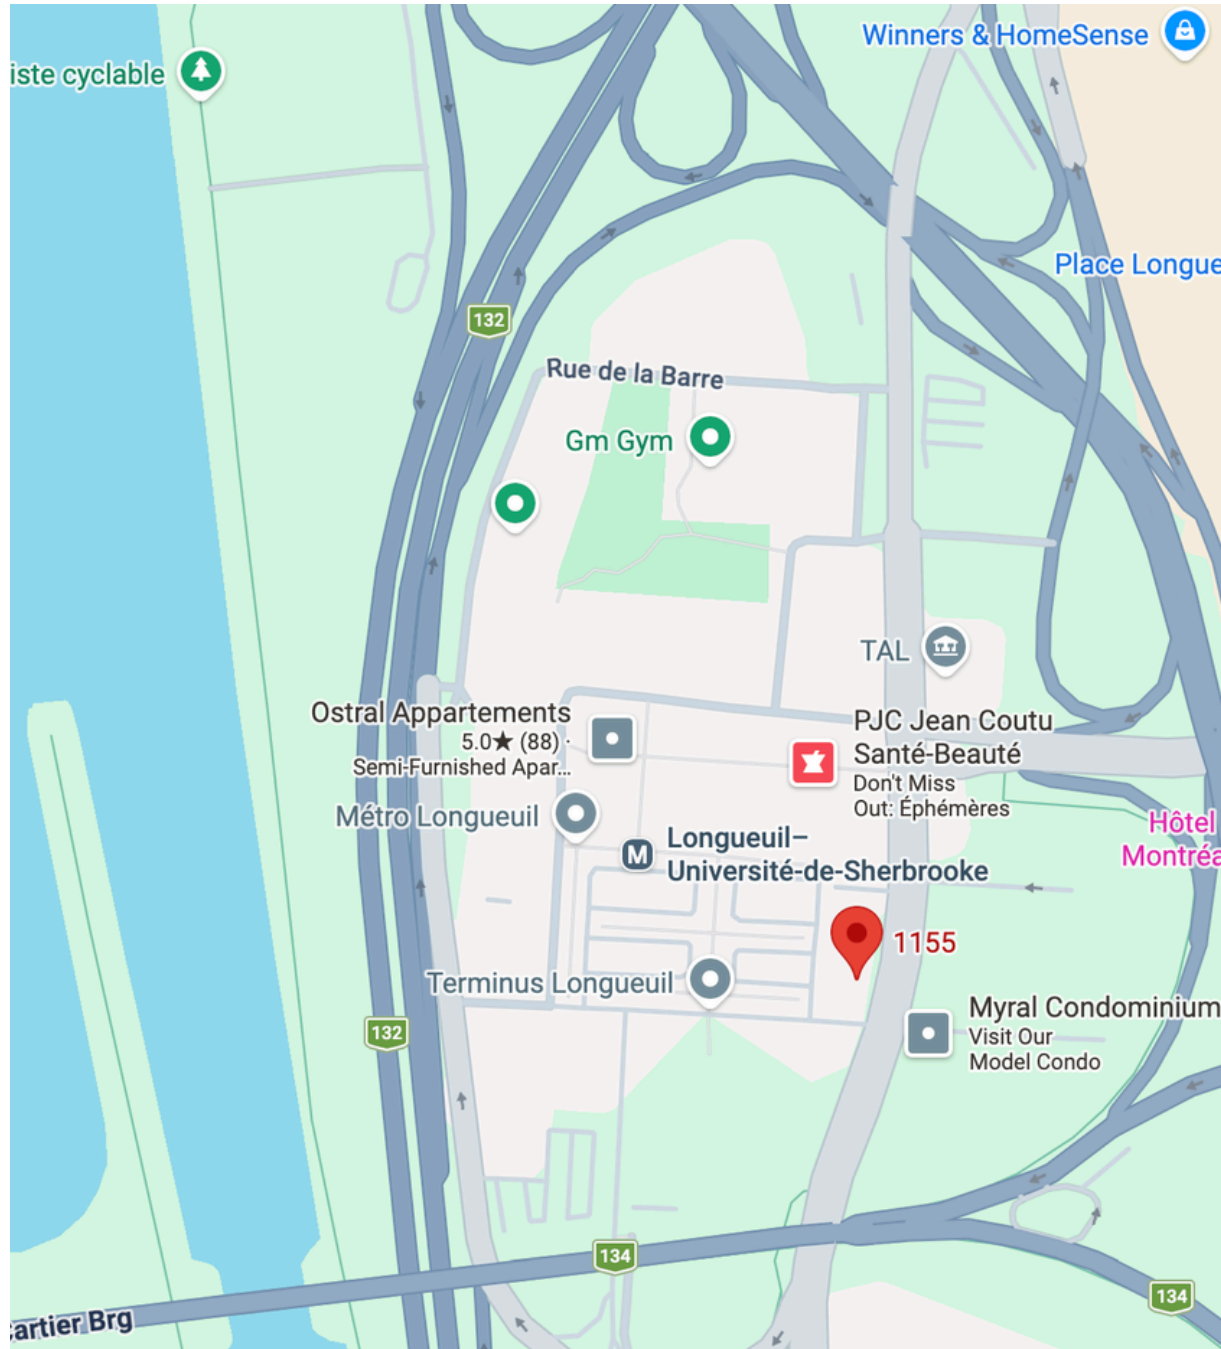 Winners & HomeSense
iste cyclable
Place Longue
132
Rue de la Barre
Gm Gym
TAL
Ostral Appartements
5.0★ (88) ·
Semi-Furnished Apar...
PJC Jean Coutu
Santé-Beauté
Don't Miss
Out: Éphémères
Métro Longueuil
Hôtel
Montréa
M
Longueuil–
Université-de-Sherbrooke
1155
Terminus Longueuil
Myral Condominium
Visit Our
Model Condo
132
134
134
cartier Brg